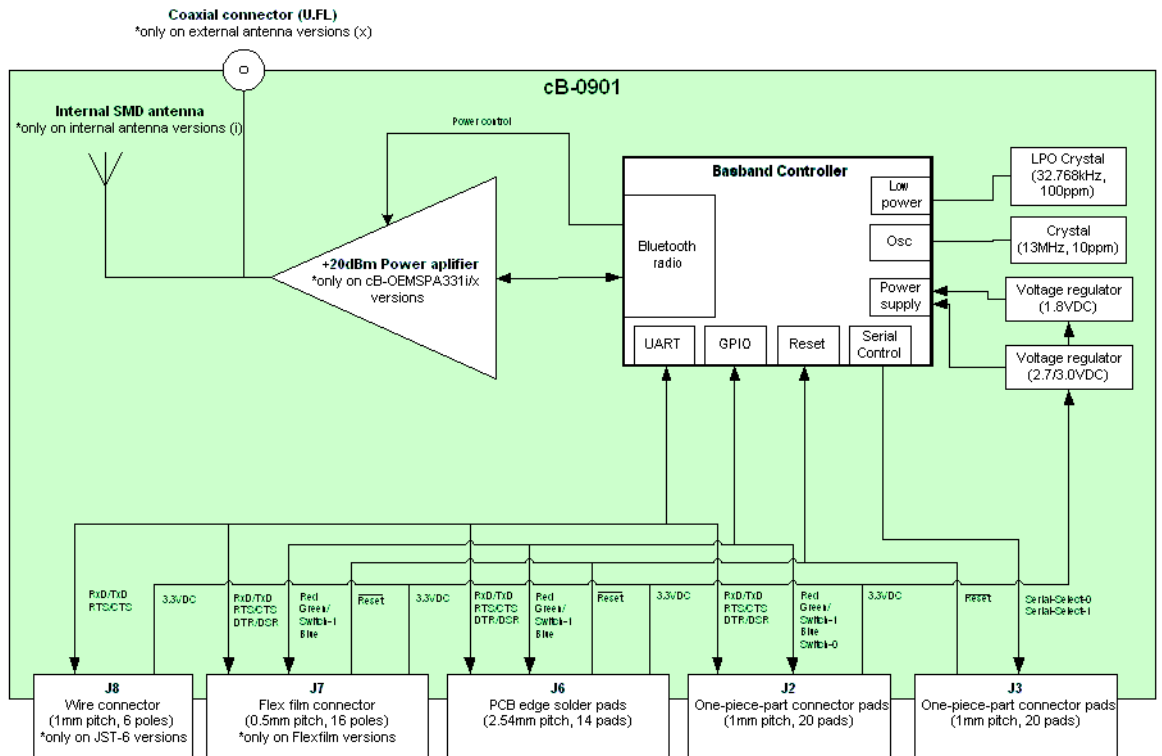 Coaxial connector (U.FL)
*only on external antenna versions (x)
cB-0901
Internal SMD antenna
*only on internal antenna versions (i)
Power control
Basband Controller
LPO Crystal
(32.768kHz,
100ppm)
Low
power
Bluetooth
radio
Osc
Crystal
(13MHz, 10ppm)
+20dBm Power aplifier
*only on cB-OEMSPA331i/x
versions
Power
supply
Voltage regulator
(1.8VDC)
UART
GPIO
Reset
Serial
Control
Voltage regulator
(2.7/3.0VDC)
RxD/TxD
RTS/CTS
3.3VDC
RxD/TxD
RTS/CTS
DTR/DSR
Red
Green/
Switch-1
Blue
Reset
3.3VDC
RxD/TxD
RTS/CTS
DTR/DSR
Red
Green/
Switch-1
Blue
Reset
3.3VDC
RxD/TxD
RTS/CTS
DTR/DSR
Red
Green/
Switch-1
Blue
Switch-0
3.3VDC
Reset
Serial-Select-0
Serial-Select-1
J8
Wire connector
(1mm pitch, 6 poles)
*only on JST-6 versions
J7
Flex film connector
(0.5mm pitch, 16 poles)
*only on Flexfilm versions
J6
PCB edge solder pads
(2.54mm pitch, 14 pads)
J2
One-piece-part connector pads
(1mm pitch, 20 pads)
J3
One-piece-part connector pads
(1mm pitch, 20 pads)